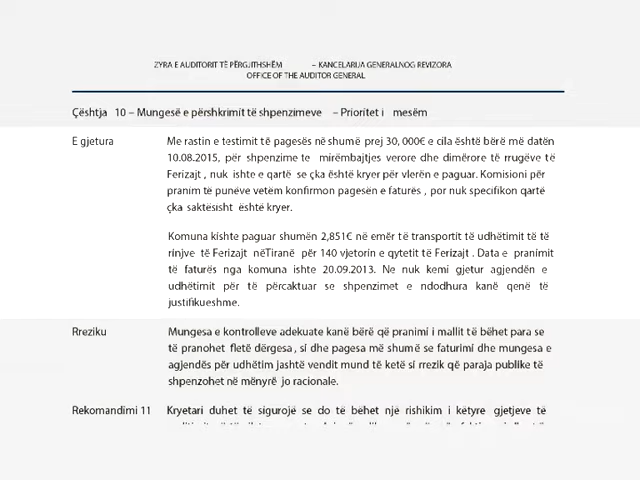 ZYRA E AUDITORIT TË PËRGJITHSHËM – KANCELARIJA GENERALNOG REVIZORA
OFFICE OF THE AUDITOR GENERAL
Çështja 10 – Mungesë e përshkrimit të shpenzimeve – Prioritet i mesëm
E gjetura Me rastin e testimit të pagesës në shumë prej 30, 000€ e cila është bërë më datën
10.08.2015, për shpenzime te mirëmbajtjes verore dhe dimërore të rrugëve të
Ferizajt , nuk ishte e qartë se çka është kryer për vlerën e paguar. Komisioni për
pranim të punëve vetëm konfirmon pagesën e faturës , por nuk specifikon qartë
çka saktësisht është kryer.
Komuna kishte paguar shumën 2,851€ në emër të transportit të udhëtimit të të
rinjve të Ferizajt nëTiranë për 140 vjetorin e qytetit të Ferizajt . Data e pranimit
të faturës nga komuna ishte 20.09.2013. Ne nuk kemi gjetur agjendën e
udhëtimit për të përcaktuar se shpenzimet e ndodhura kanë qenë të
justifikueshme.
Rreziku Mungesa e kontrolleve adekuate kanë bërë që pranimi i mallit të bëhet para se
të pranohet fletë dërgesa , si dhe pagesa më shumë se faturimi dhe mungesa e
agjendës për udhëtim jashtë vendit mund të ketë si rrezik që paraja publike të
shpenzohet në mënyrë jo racionale.
Rekomandimi 11 Kryetari duhet të sigurojë se do të bëhet një rishikim i këtyre gjetjeve të